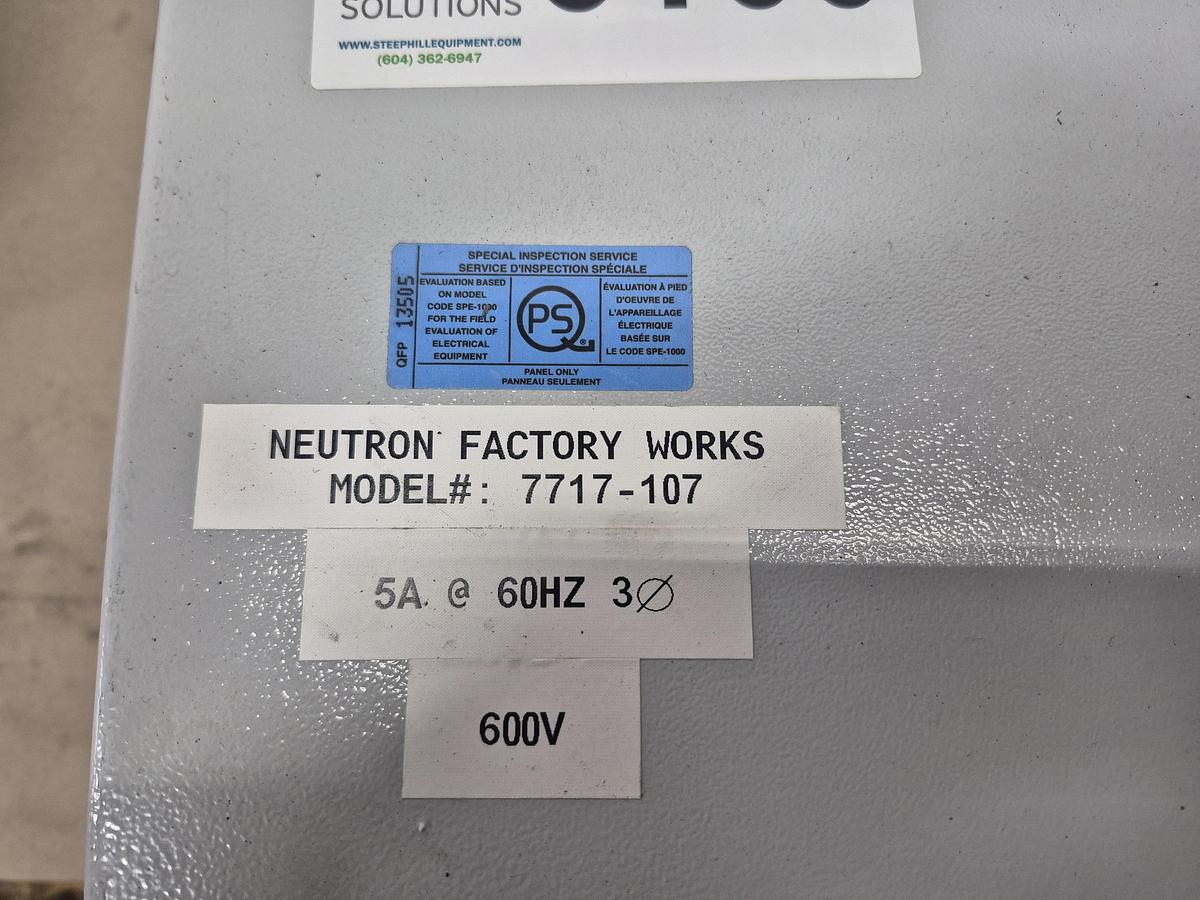 SOLUTIONS
WWW.STEEPHILLEQUIPMENT.COM
(604) 362-6947
SPECIAL INSPECTION SERVICE
SERVICE D'INSPECTION SPÉCIALE
QFP 13505
EVALUATION BASED
ON MODEL
CODE SPE-1000
FOR THE FIELD
EVALUATION OF
ELECTRICAL
EQUIPMENT
QPS®
ÉVALUATION À PIED
D'OEUVRE DE
L'APPAREILLAGE
ÉLECTRIQUE
BASÉE SUR
LE CODE SPE-1000
PANEL ONLY
PANNEAU SEULEMENT
NEUTRON FACTORY WORKS
MODEL#: 7717-107
5A @ 60HZ 3∅
600V